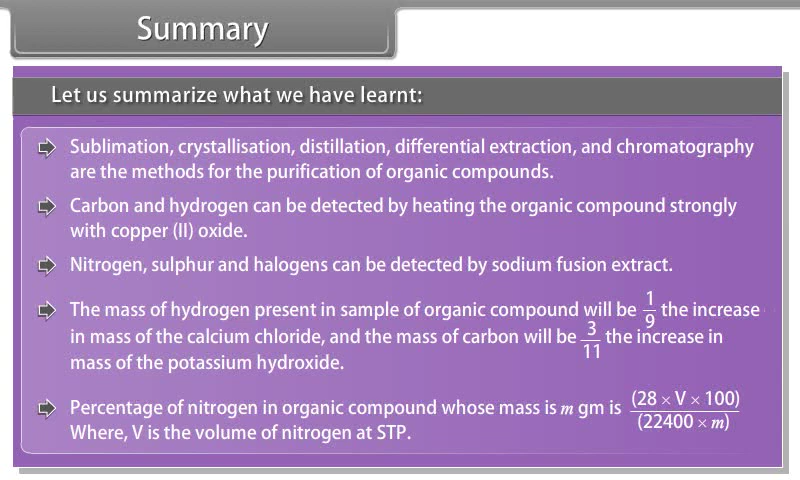 Summary
Let us summarize what we have learnt:
Sublimation, crystallisation, distillation, differential extraction, and chromatography
are the methods for the purification of organic compounds.
Carbon and hydrogen can be detected by heating the organic compound strongly
with copper (II) oxide.
Nitrogen, sulphur and halogens can be detected by sodium fusion extract.
The mass of hydrogen present in sample of organic compound will be 1/9 the increase
in mass of the calcium chloride, and the mass of carbon will be 3/11 the increase in
mass of the potassium hydroxide.
Percentage of nitrogen in organic compound whose mass is m gm is (28 × V × 100)/(22400 × m)
Where, V is the volume of nitrogen at STP.